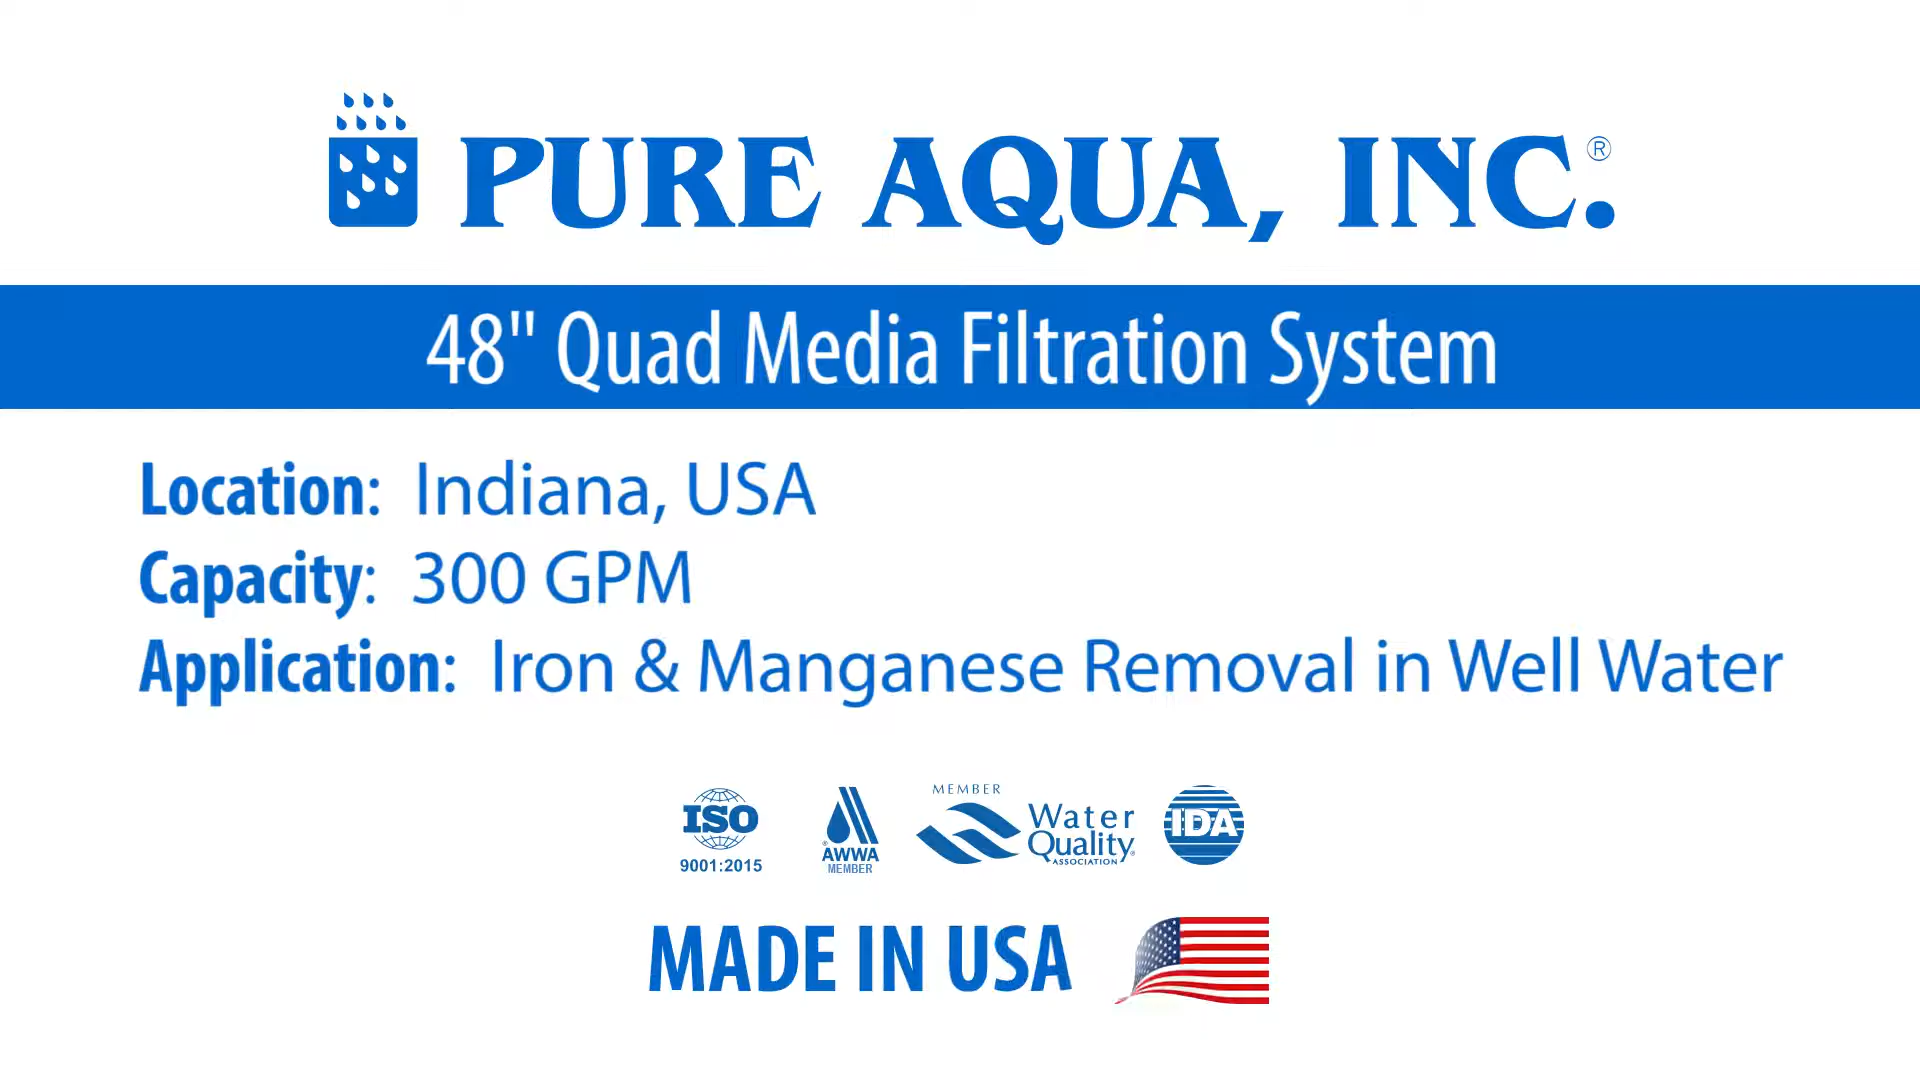 PURE AQUA, INC.®
48" Quad Media Filtration System
Location: Indiana, USA
Capacity: 300 GPM
Application: Iron & Manganese Removal in Well Water
ISO
9001:2015
® AWWA
MEMBER
MEMBER
Water
Quality®
ASSOCIATION
IDA
MADE IN USA